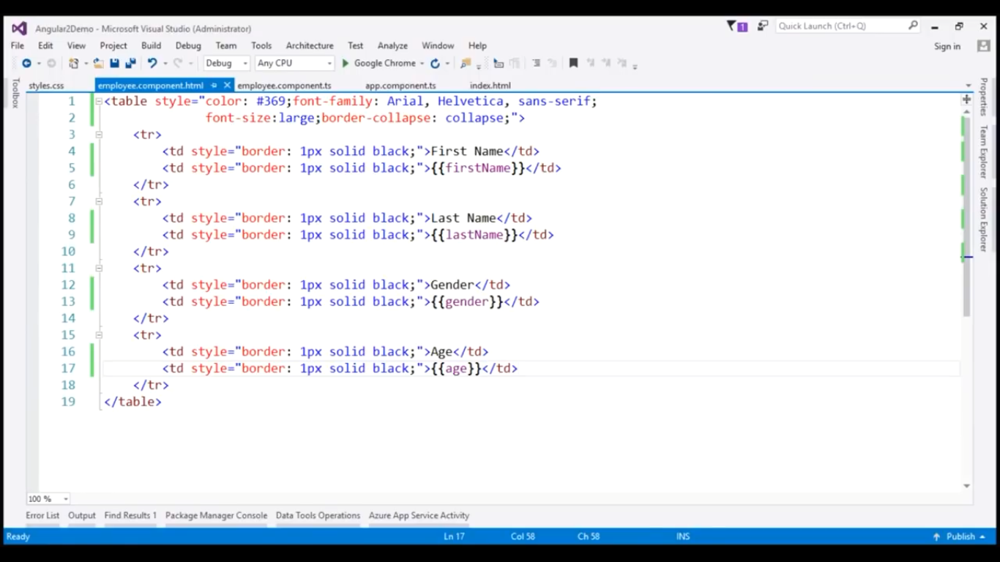 Angular2Demo - Microsoft Visual Studio (Administrator)
1
Quick Launch (Ctrl+Q)
File Edit View Project Build Debug Team Tools Architecture Test Analyze Window Help
Sign in
Debug Any CPU Google Chrome
Toolbox
styles.css employee.component.html employee.component.ts app.component.ts index.html
Properties
Team Explorer
Solution Explorer
1 <table style="color: #369;font-family: Arial, Helvetica, sans-serif;
2 font-size:large;border-collapse: collapse;">
3 <tr>
4 <td style="border: 1px solid black;">First Name</td>
5 <td style="border: 1px solid black;">{{firstName}}</td>
6 </tr>
7 <tr>
8 <td style="border: 1px solid black;">Last Name</td>
9 <td style="border: 1px solid black;">{{lastName}}</td>
10 </tr>
11 <tr>
12 <td style="border: 1px solid black;">Gender</td>
13 <td style="border: 1px solid black;">{{gender}}</td>
14 </tr>
15 <tr>
16 <td style="border: 1px solid black;">Age</td>
17 <td style="border: 1px solid black;">{{age}}</td>
18 </tr>
19 </table>
100 %
Error List Output Find Results 1 Package Manager Console Data Tools Operations Azure App Service Activity
Ready Ln 17 Col 58 Ch 58 INS Publish